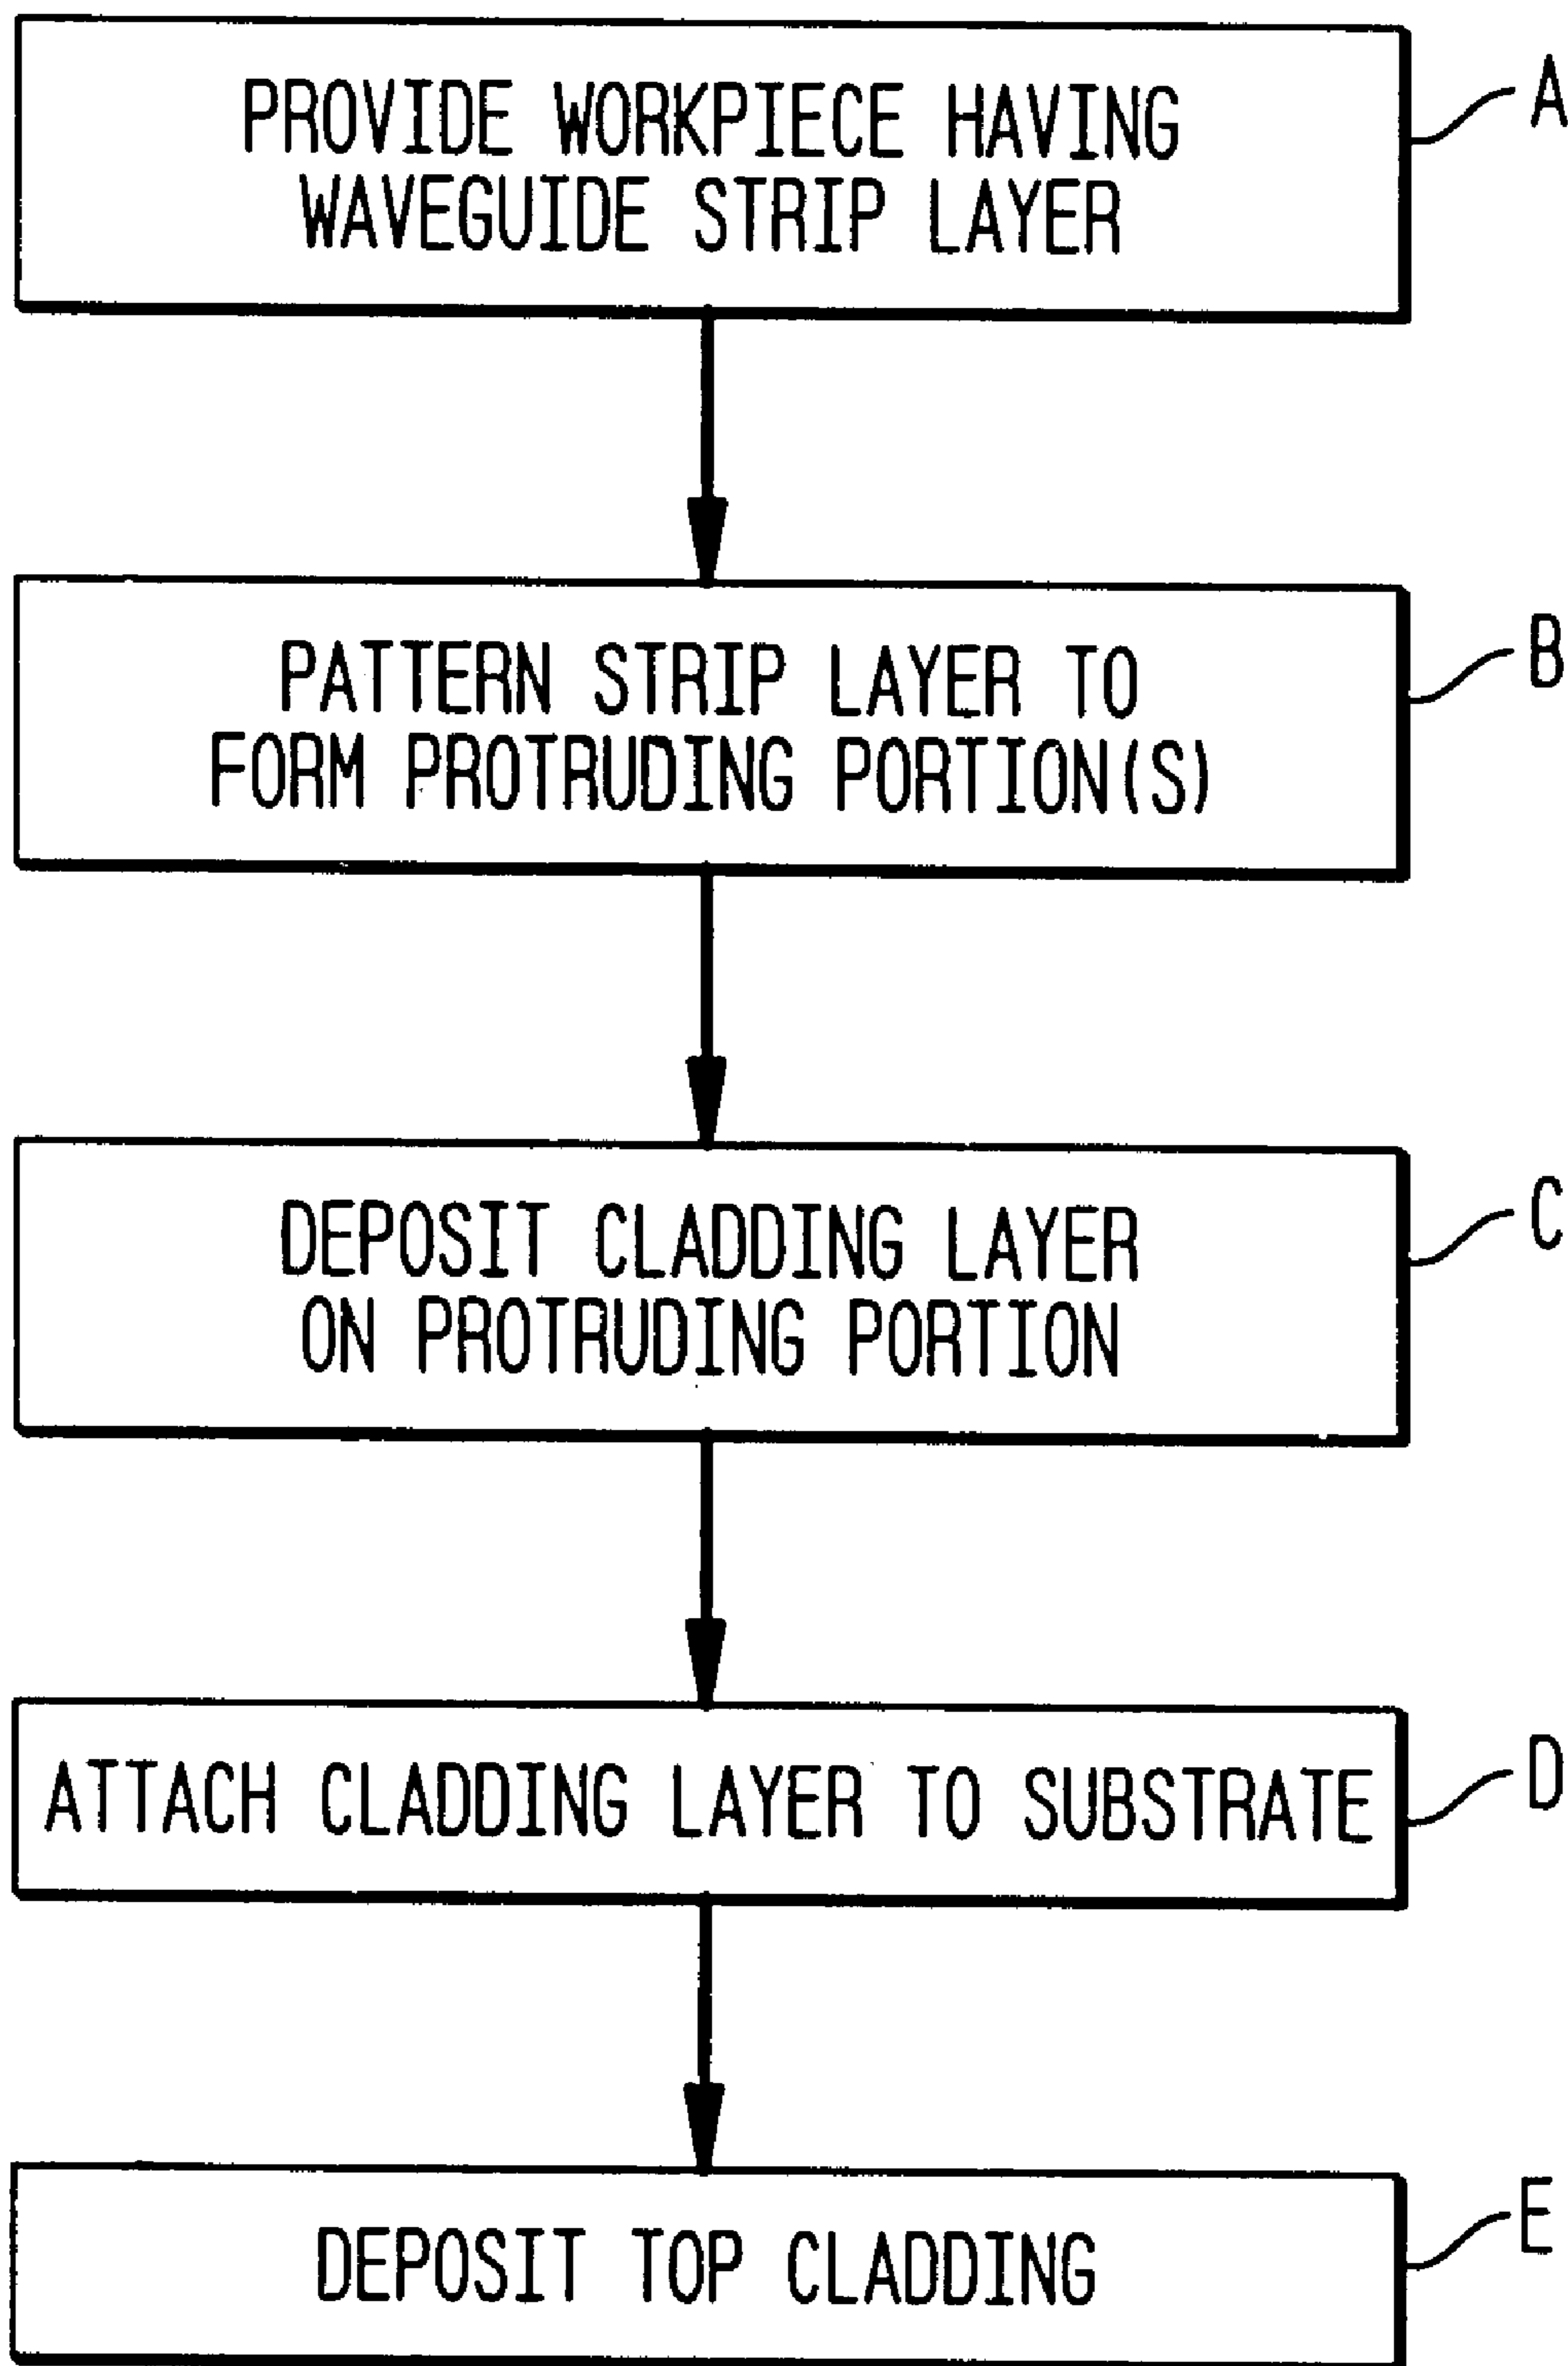 PROVIDE WORKPIECE HAVING
WAVEGUIDE STRIP LAYER
A
PATTERN STRIP LAYER TO
FORM PROTRUDING PORTION(S)
B
DEPOSIT CLADDING LAYER
ON PROTRUDING PORTION
C
ATTACH CLADDING LAYER TO SUBSTRATE
D
DEPOSIT TOP CLADDING
E